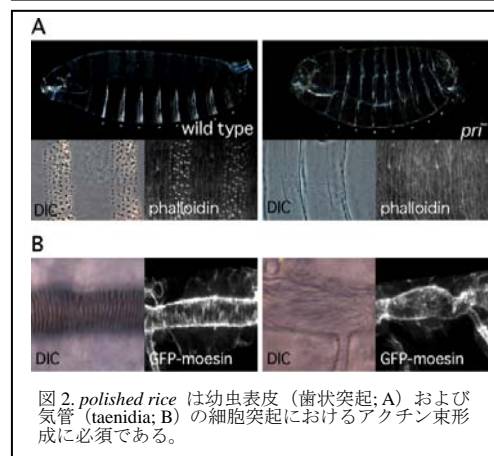 A
wild type
pri⁻
DIC
phalloidin
DIC
phalloidin
B
DIC
GFP-moesin
DIC
GFP-moesin
図 2. polished rice は幼虫表皮（歯状突起; A）および
気管（taenidia; B）の細胞突起におけるアクチン束形
成に必須である。